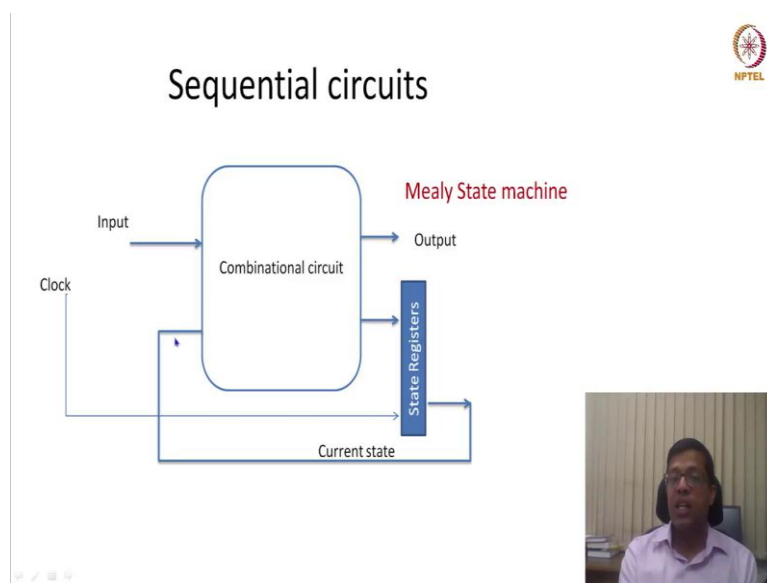 NPTEL
Sequential circuits
Mealy State machine
Input
Output
Combinational circuit
Clock
State Registers
Current state